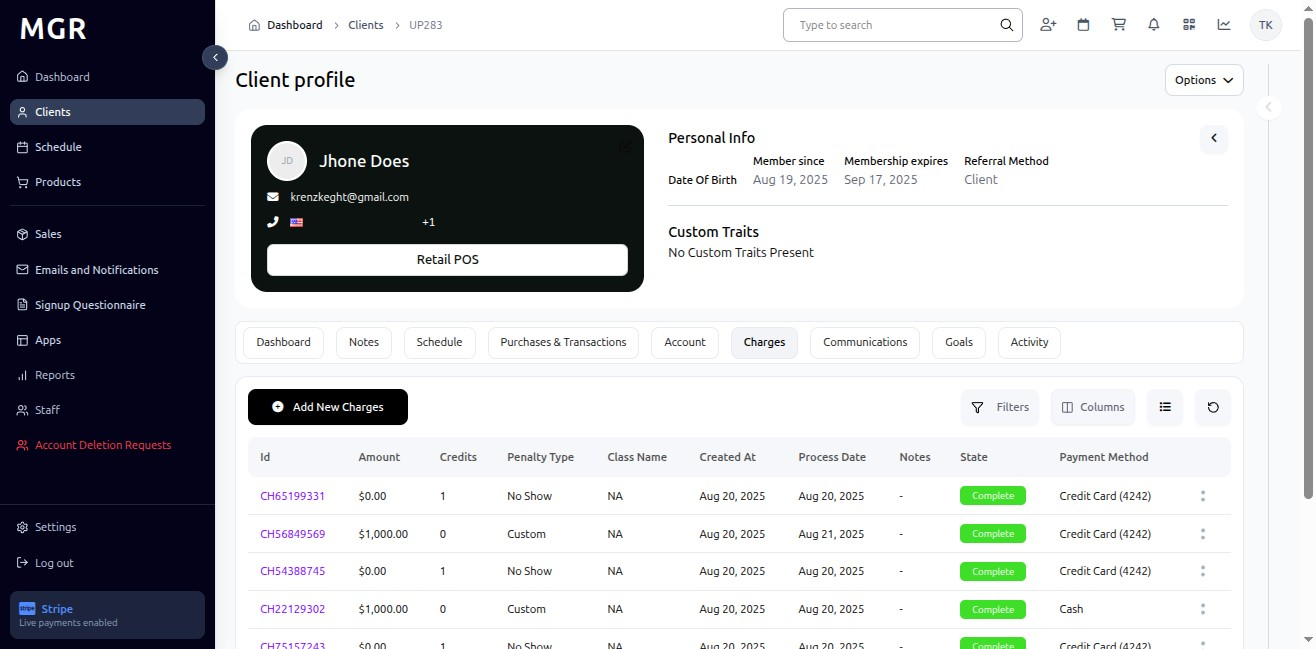 MGR
Dashboard
Clients
Schedule
Products
Sales
Emails and Notifications
Signup Questionnaire
Apps
Reports
Staff
Account Deletion Requests
Settings
Log out
stripe Stripe
Live payments enabled
Dashboard > Clients > UP283
Type to search
TK
Client profile
Options
JD Jhone Does
krenzkeght@gmail.com
+1
Retail POS
Personal Info
Member since Membership expires Referral Method
Date Of Birth Aug 19, 2025 Sep 17, 2025 Client
Custom Traits
No Custom Traits Present
Dashboard Notes Schedule Purchases & Transactions Account Charges Communications Goals Activity
Add New Charges Filters Columns
Id Amount Credits Penalty Type Class Name Created At Process Date Notes State Payment Method
CH65199331 $0.00 1 No Show NA Aug 20, 2025 Aug 20, 2025 - Complete Credit Card (4242)
CH56849569 $1,000.00 0 Custom NA Aug 20, 2025 Aug 21, 2025 - Complete Credit Card (4242)
CH54388745 $0.00 1 No Show NA Aug 20, 2025 Aug 20, 2025 - Complete Credit Card (4242)
CH22129302 $1,000.00 0 Custom NA Aug 20, 2025 Aug 20, 2025 - Complete Cash
CH75157243 $0.00 1 No Show NA Aug 20, 2025 Aug 20, 2025 - Complete Credit Card (4242)